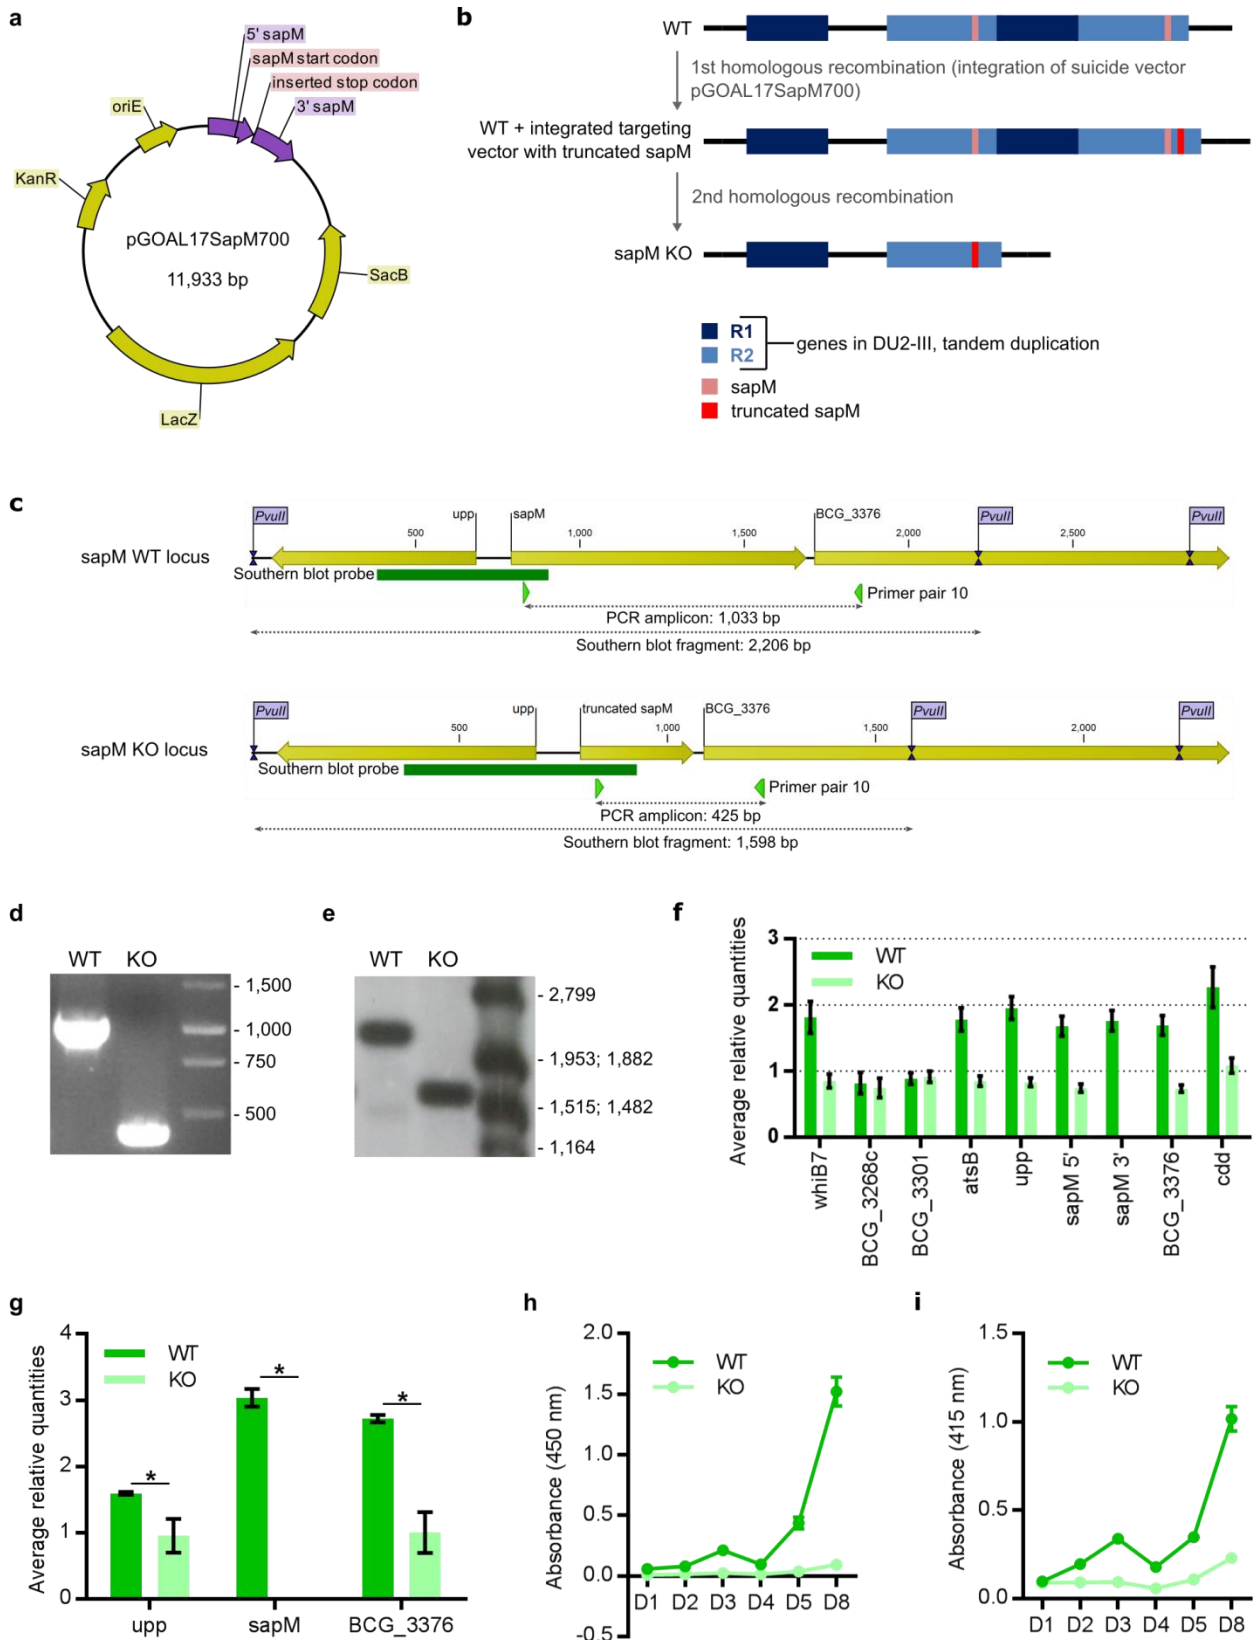 a
5' sapM
sapM start codon
inserted stop codon
3' sapM
oriE
KanR
pGOAL17SapM700
11,933 bp
SacB
LacZ
b
WT
1st homologous recombination (integration of suicide vector
pGOAL17SapM700)
WT + integrated targeting
vector with truncated sapM
2nd homologous recombination
sapM KO
R1
R2
genes in DU2-III, tandem duplication
sapM
truncated sapM
c
sapM WT locus
PvuII
500
upp
sapM
1,000
1,500
BCG_3376
2,000
PvuII
2,500
PvuII
Southern blot probe
Primer pair 10
PCR amplicon: 1,033 bp
Southern blot fragment: 2,206 bp
sapM KO locus
PvuII
500
upp
truncated sapM
1,000
BCG_3376
1,500
PvuII
2,000
PvuII
Southern blot probe
Primer pair 10
PCR amplicon: 425 bp
Southern blot fragment: 1,598 bp
d
WT KO
- 1,500
- 1,000
- 750
- 500
e
WT KO
- 2,799
- 1,953; 1,882
- 1,515; 1,482
- 1,164
f
Average relative quantities
3
2
1
0
WT
KO
whiB7
BCG_3268c
BCG_3301
atsB
upp
sapM 5'
sapM 3'
BCG_3376
cdd
g
Average relative quantities
4
3
2
1
0
WT
KO
*
*
*
upp
sapM
BCG_3376
h
Absorbance (450 nm)
2.0
1.5
1.0
0.5
0.0
-0.5
WT
KO
D1 D2 D3 D4 D5 D8
i
Absorbance (415 nm)
1.5
1.0
0.5
0.0
WT
KO
D1 D2 D3 D4 D5 D8